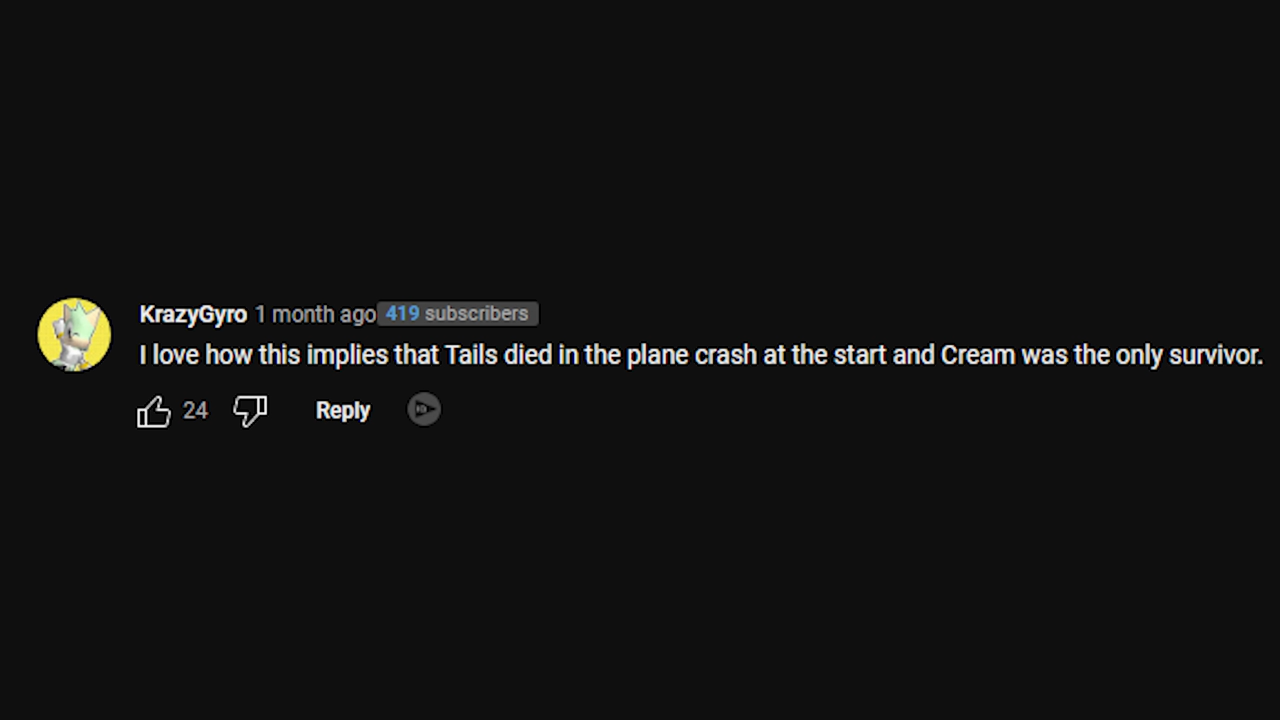 KrazyGyro 1 month ago 419 subscribers
I love how this implies that Tails died in the plane crash at the start and Cream was the only survivor.
24 Reply